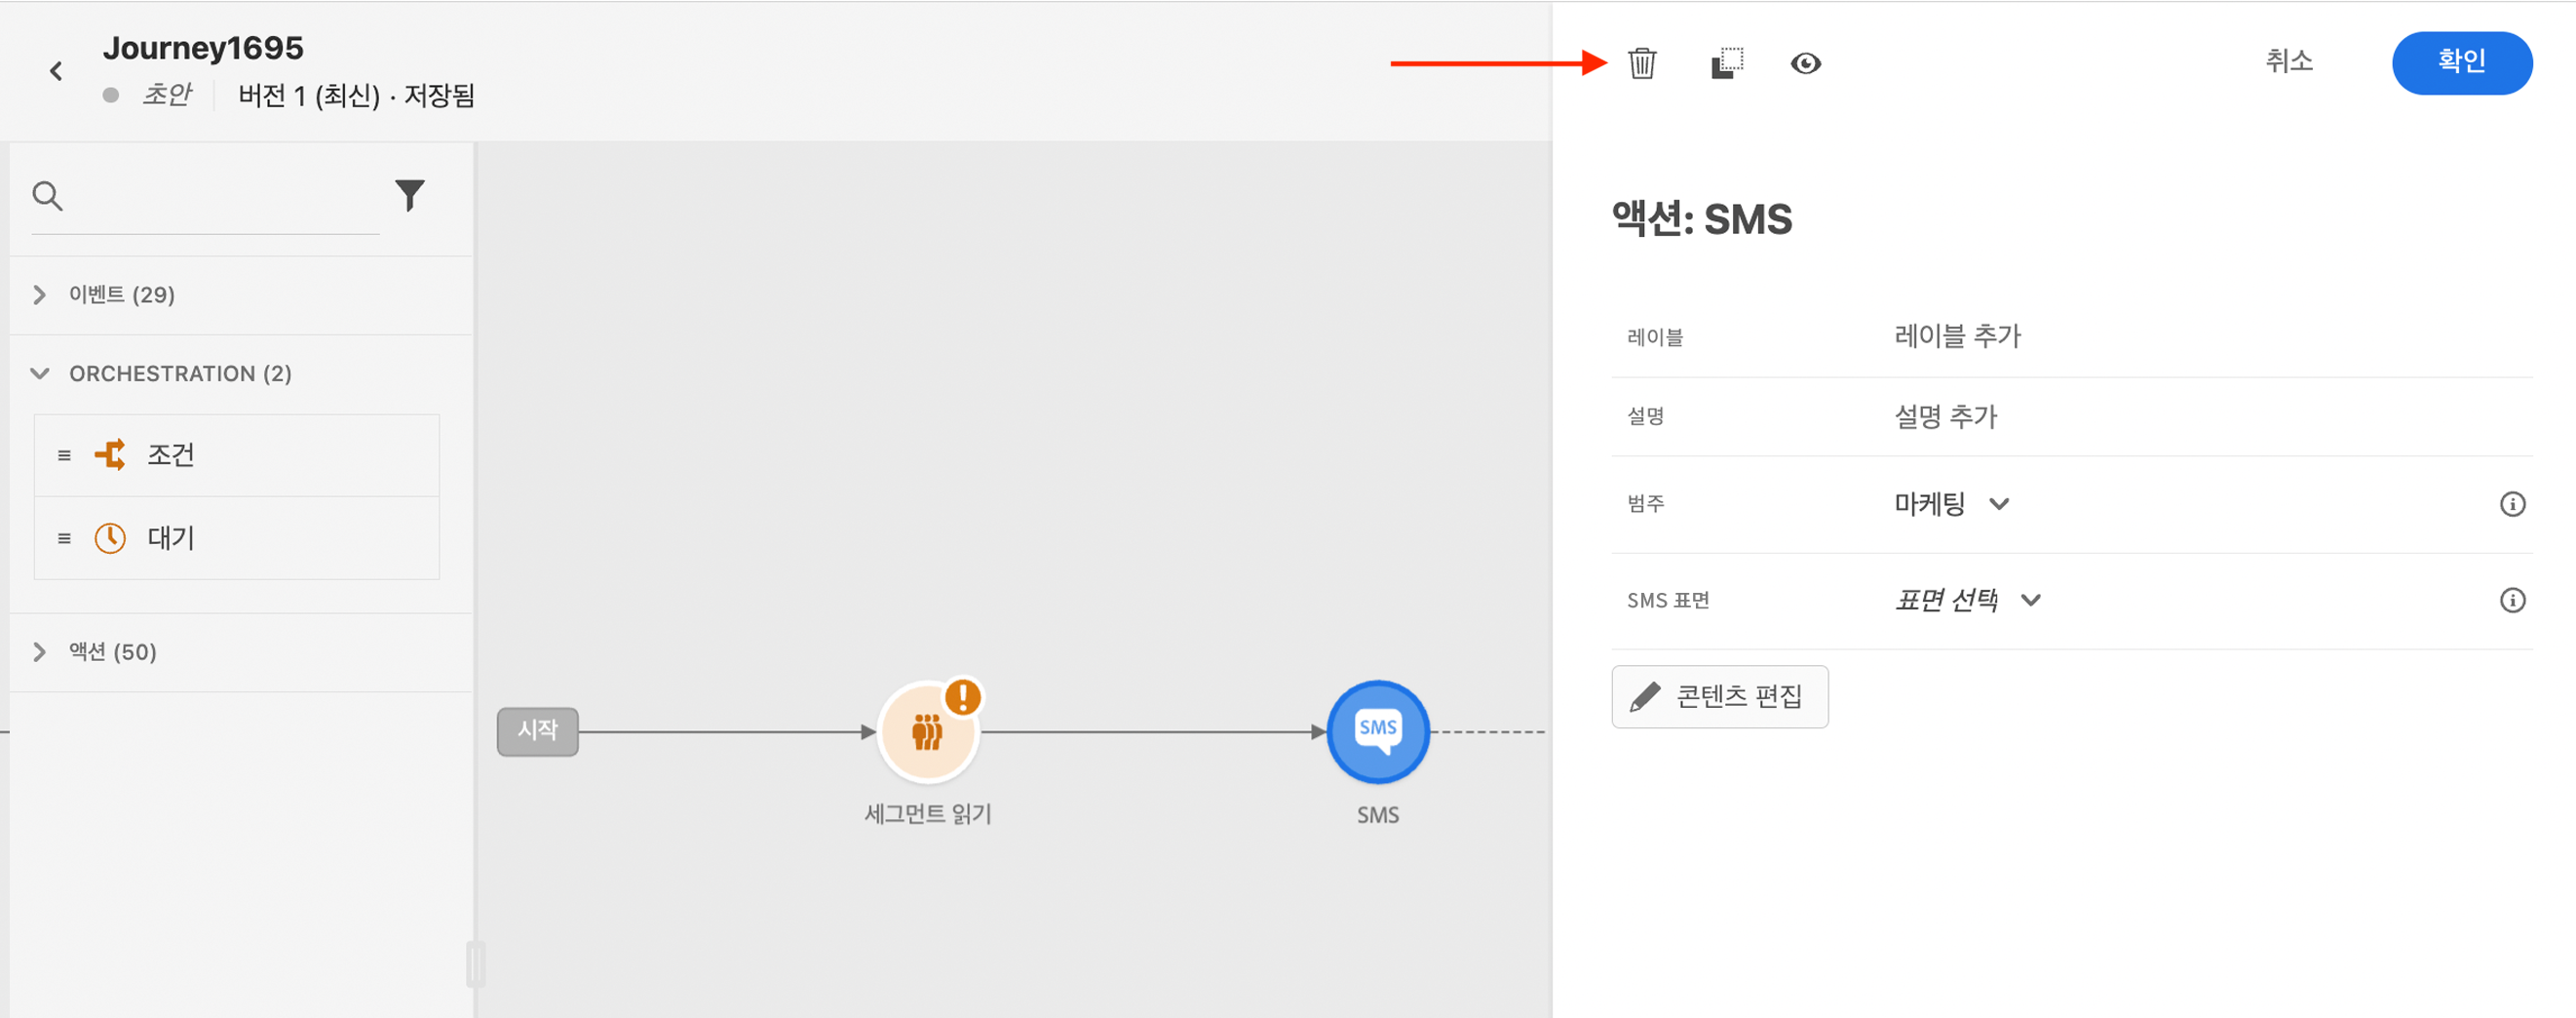 Journey1695
초안 버전 1 (최신) · 저장됨
취소
확인
이벤트 (29)
ORCHESTRATION (2)
조건
대기
액션 (50)
시작
세그먼트 읽기
SMS
SMS
액션: SMS
레이블 레이블 추가
설명 설명 추가
범주 마케팅
SMS 표면 표면 선택
콘텐츠 편집